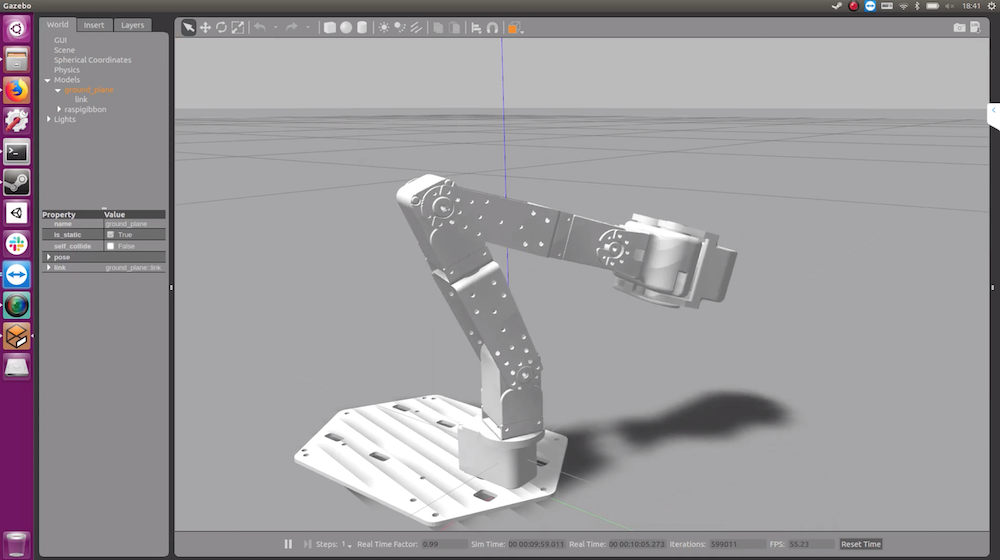 Gazebo
18:41
World Insert Layers
GUI
Scene
Spherical Coordinates
Physics
Models
ground_plane
link
raspigibbon
Lights
Property Value
name ground_plane
is_static True
self_collide False
pose
link ground_plane::link
Steps: 1 Real Time Factor: 0.99 Sim Time: 00 00:09:59.011 Real Time: 00 00:10:05.273 Iterations: 599011 FPS: 55.23 Reset Time